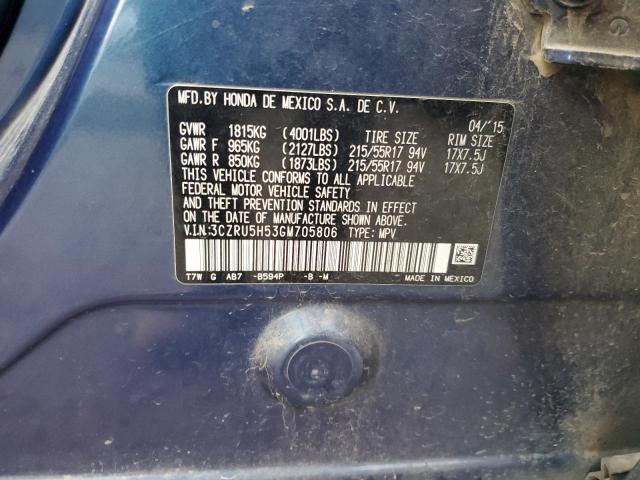 MFD.BY HONDA DE MEXICO S.A. DE C.V.
04/'15
GVWR 1815KG (4001LBS) TIRE SIZE RIM SIZE
GAWR F 965KG (2127LBS) 215/55R17 94V 17X7.5J
GAWR R 850KG (1873LBS) 215/55R17 94V 17X7.5J
THIS VEHICLE CONFORMS TO ALL APPLICABLE
FEDERAL MOTOR VEHICLE SAFETY
AND THEFT PREVENTION STANDARDS IN EFFECT
ON THE DATE OF MANUFACTURE SHOWN ABOVE.
V.I.N:3CZRU5H53GM705806 TYPE: MPV
T7W G AB7 -B594P -B -M MADE IN MEXICO